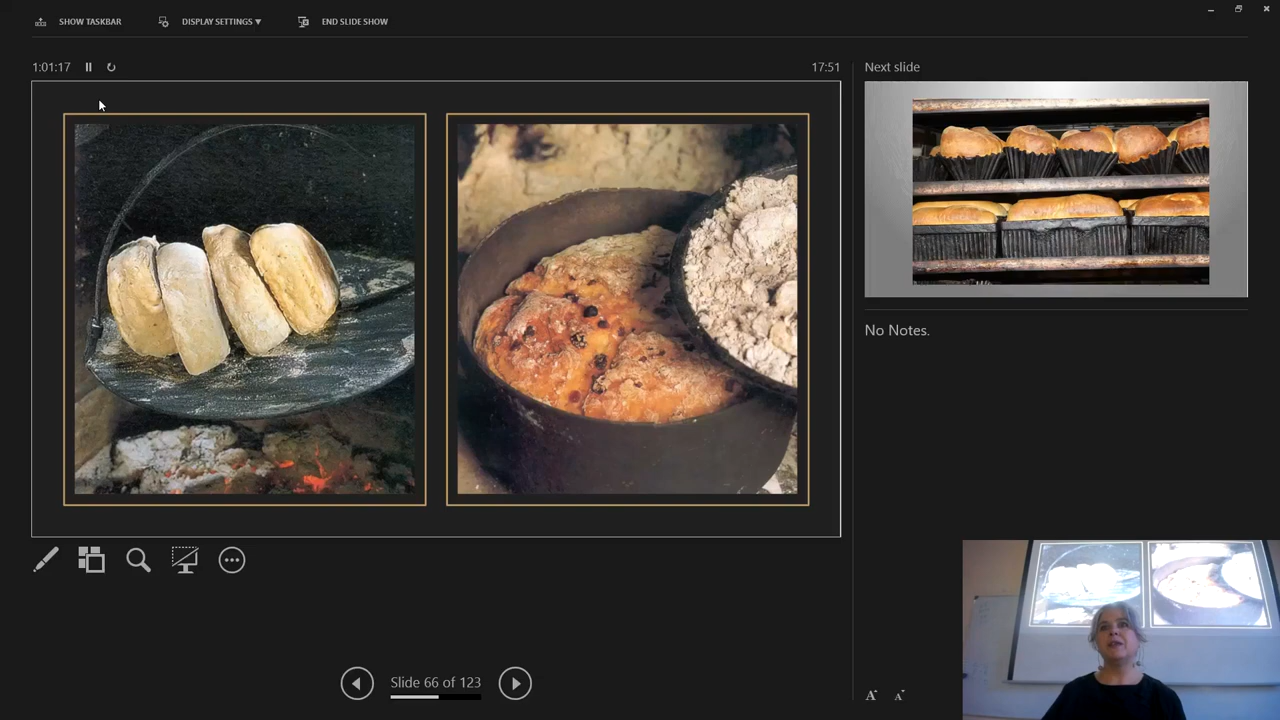 SHOW TASKBAR
DISPLAY SETTINGS ▼
END SLIDE SHOW
1:01:17
17:51
Next slide
No Notes.
Slide 66 of 123
A
A